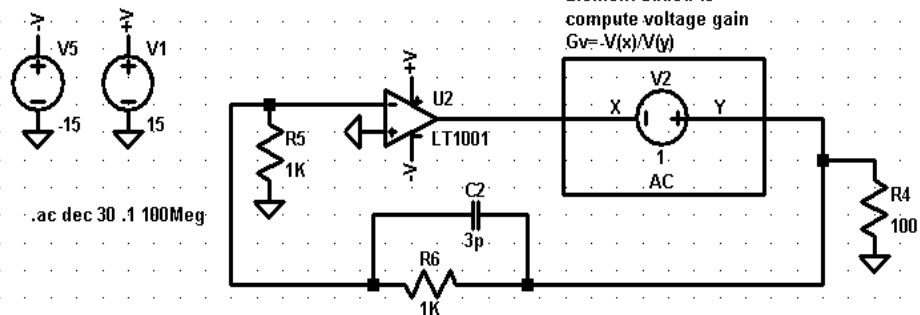 compute voltage gain
Gv=-V(x)/V(y)
-V
+V
V5
V1
-15
15
+V
U2
LT1001
-V
R5
1K
V2
X
Y
1
AC
R4
100
.ac dec 30 .1 100Meg
C2
3p
R6
1K